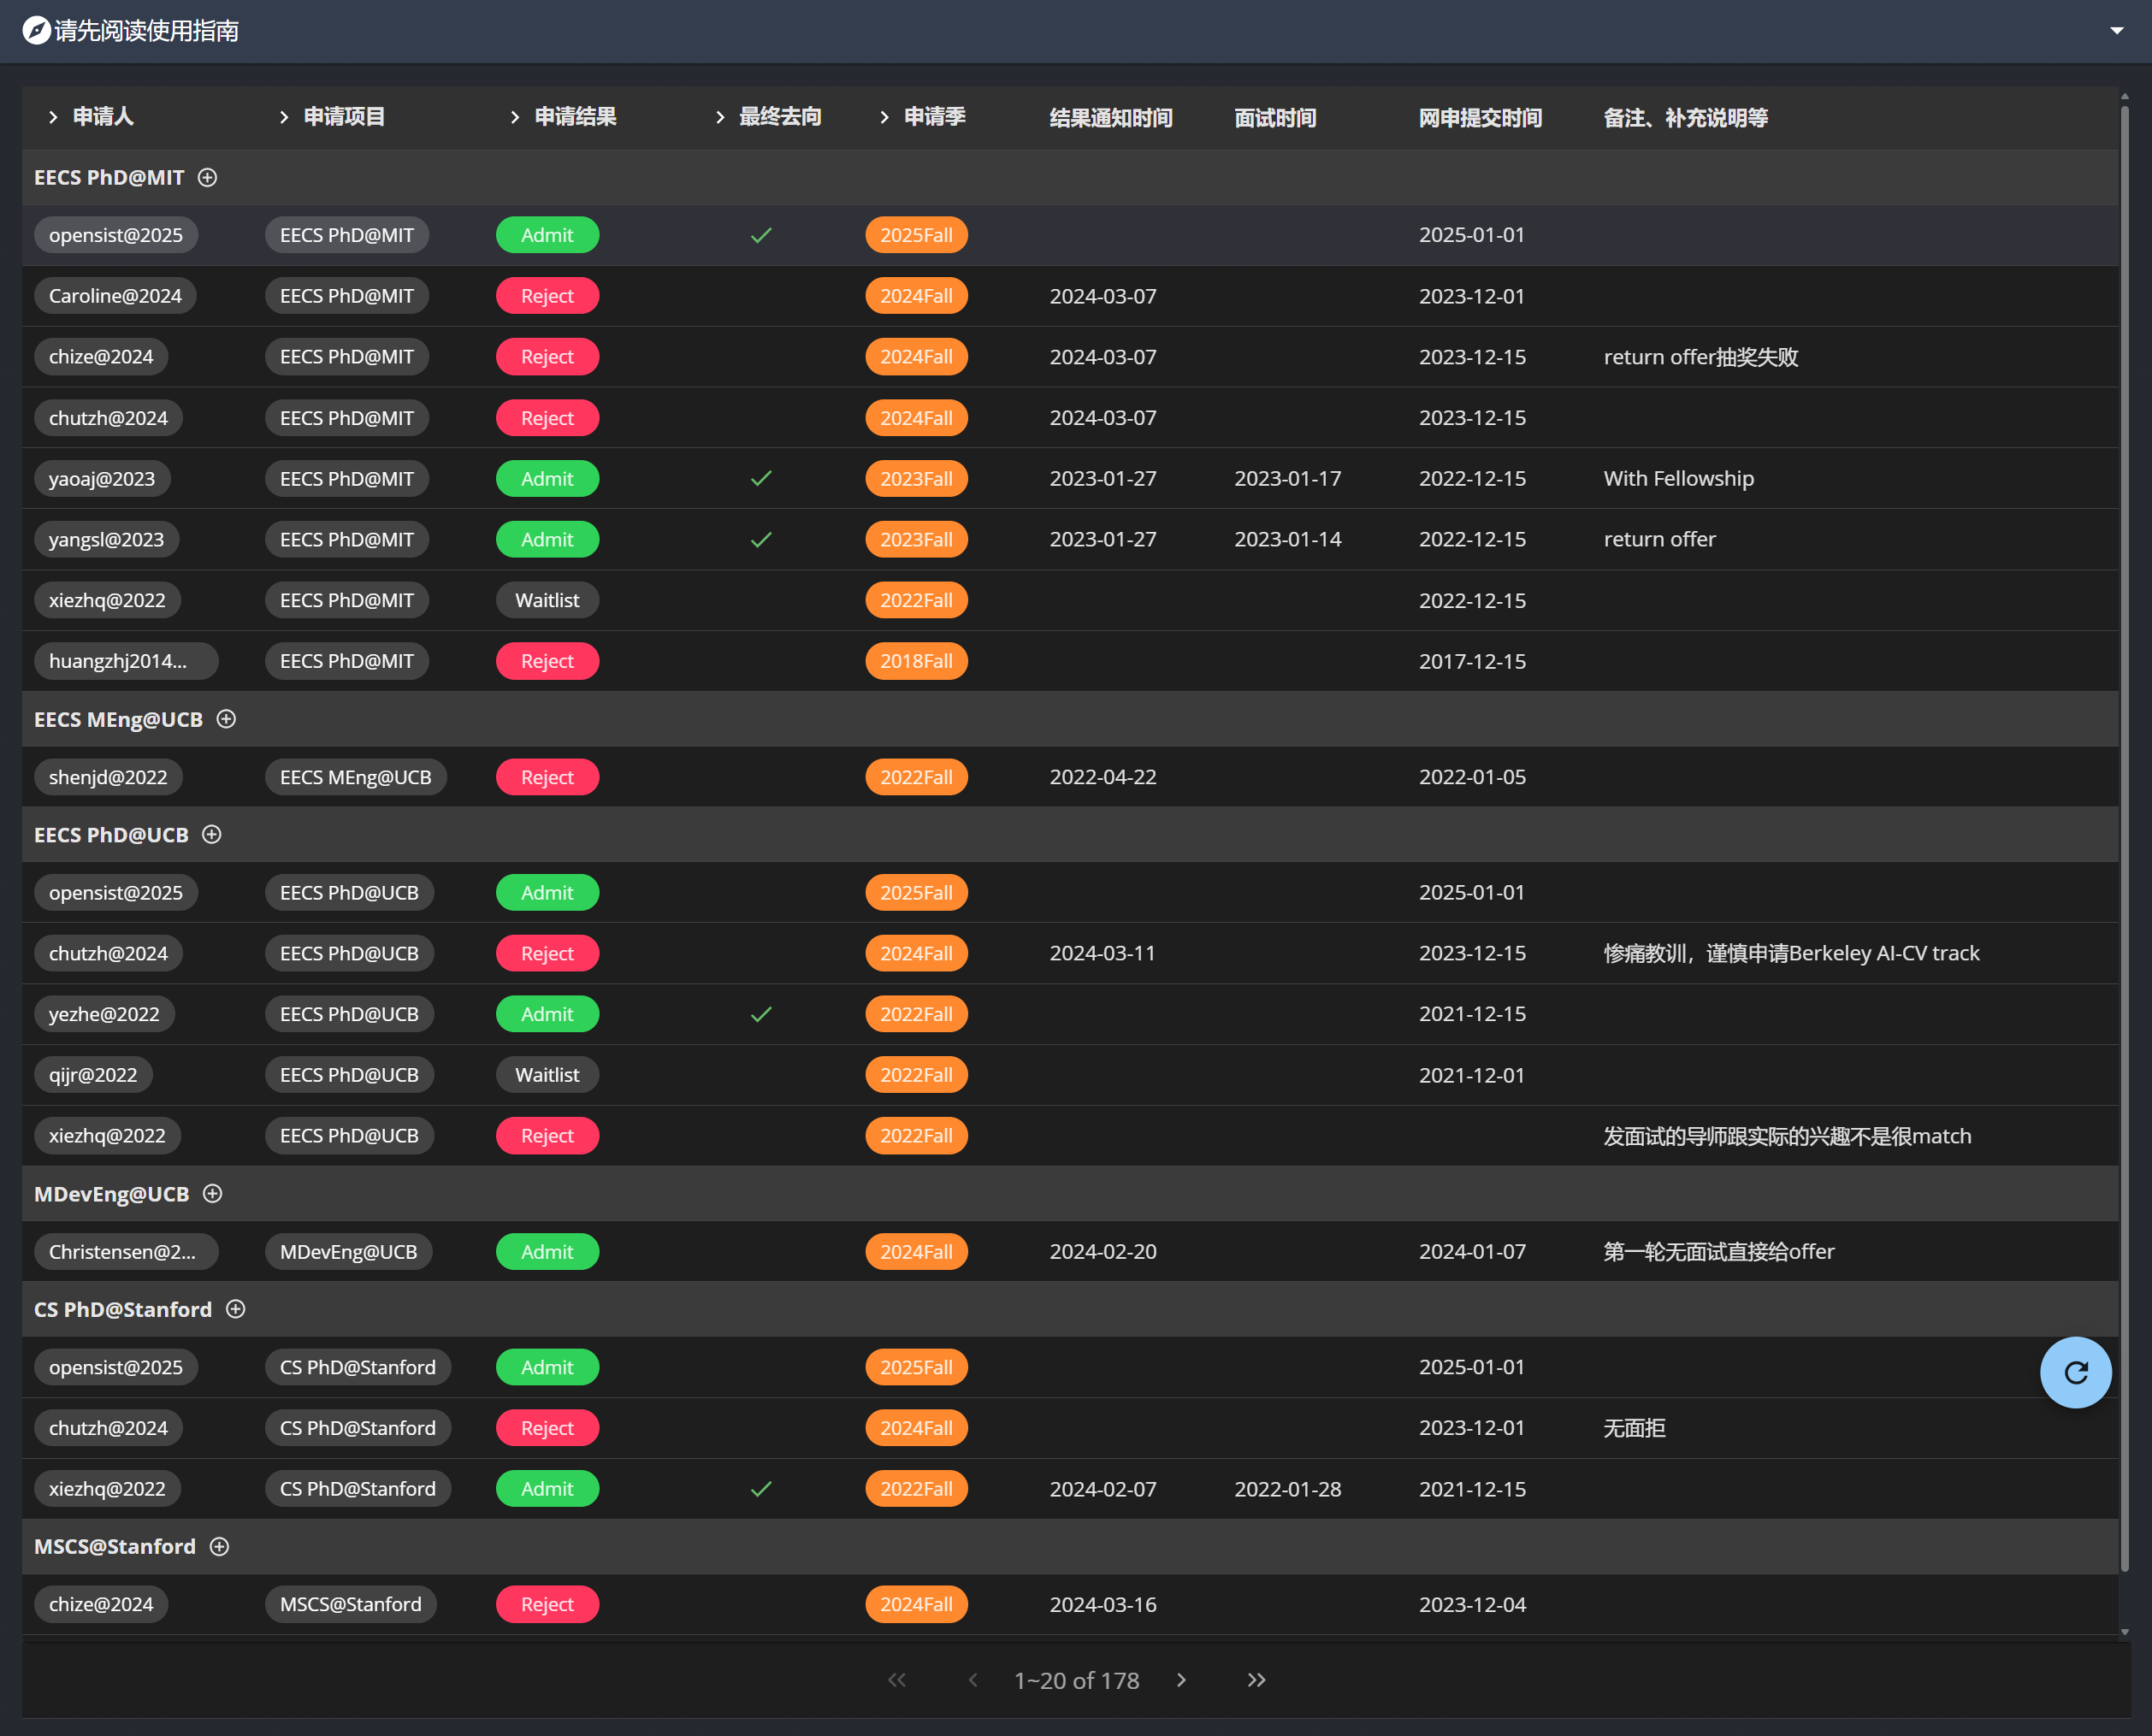 请先阅读使用指南
申请人 申请项目 申请结果 最终去向 申请季 结果通知时间 面试时间 网申提交时间 备注、补充说明等
EECS PhD@MIT
opensist@2025 EECS PhD@MIT Admit 2025Fall 2025-01-01
Caroline@2024 EECS PhD@MIT Reject 2024Fall 2024-03-07 2023-12-01
chize@2024 EECS PhD@MIT Reject 2024Fall 2024-03-07 2023-12-15 return offer抽奖失败
chutzh@2024 EECS PhD@MIT Reject 2024Fall 2024-03-07 2023-12-15
yaoaj@2023 EECS PhD@MIT Admit 2023Fall 2023-01-27 2023-01-17 2022-12-15 With Fellowship
yangsl@2023 EECS PhD@MIT Admit 2023Fall 2023-01-27 2023-01-14 2022-12-15 return offer
xiezhq@2022 EECS PhD@MIT Waitlist 2022Fall 2022-12-15
huangzhj2014... EECS PhD@MIT Reject 2018Fall 2017-12-15
EECS MEng@UCB
shenjd@2022 EECS MEng@UCB Reject 2022Fall 2022-04-22 2022-01-05
EECS PhD@UCB
opensist@2025 EECS PhD@UCB Admit 2025Fall 2025-01-01
chutzh@2024 EECS PhD@UCB Reject 2024Fall 2024-03-11 2023-12-15 惨痛教训，谨慎申请Berkeley AI-CV track
yezhe@2022 EECS PhD@UCB Admit 2022Fall 2021-12-15
qijr@2022 EECS PhD@UCB Waitlist 2022Fall 2021-12-01
xiezhq@2022 EECS PhD@UCB Reject 2022Fall 发面试的导师跟实际的兴趣不是很match
MDevEng@UCB
Christensen@2... MDevEng@UCB Admit 2024Fall 2024-02-20 2024-01-07 第一轮无面试直接给offer
CS PhD@Stanford
opensist@2025 CS PhD@Stanford Admit 2025Fall 2025-01-01
chutzh@2024 CS PhD@Stanford Reject 2024Fall 2023-12-01 无面拒
xiezhq@2022 CS PhD@Stanford Admit 2022Fall 2024-02-07 2022-01-28 2021-12-15
MSCS@Stanford
chize@2024 MSCS@Stanford Reject 2024Fall 2024-03-16 2023-12-04
1~20 of 178